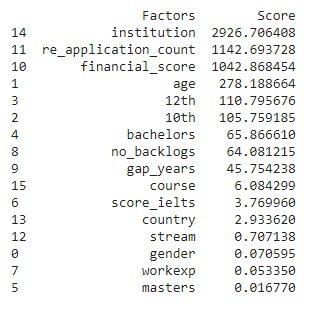 Factors Score
14 institution 2926.706408
11 re_application_count 1142.693728
10 financial_score 1042.868454
1 age 278.188664
3 12th 110.795676
2 10th 105.759185
4 bachelors 65.866610
8 no_backlogs 64.081215
9 gap_years 45.754238
15 course 6.084299
6 score_ielts 3.769960
13 country 2.933620
12 stream 0.707138
0 gender 0.070595
7 workexp 0.053350
5 masters 0.016770